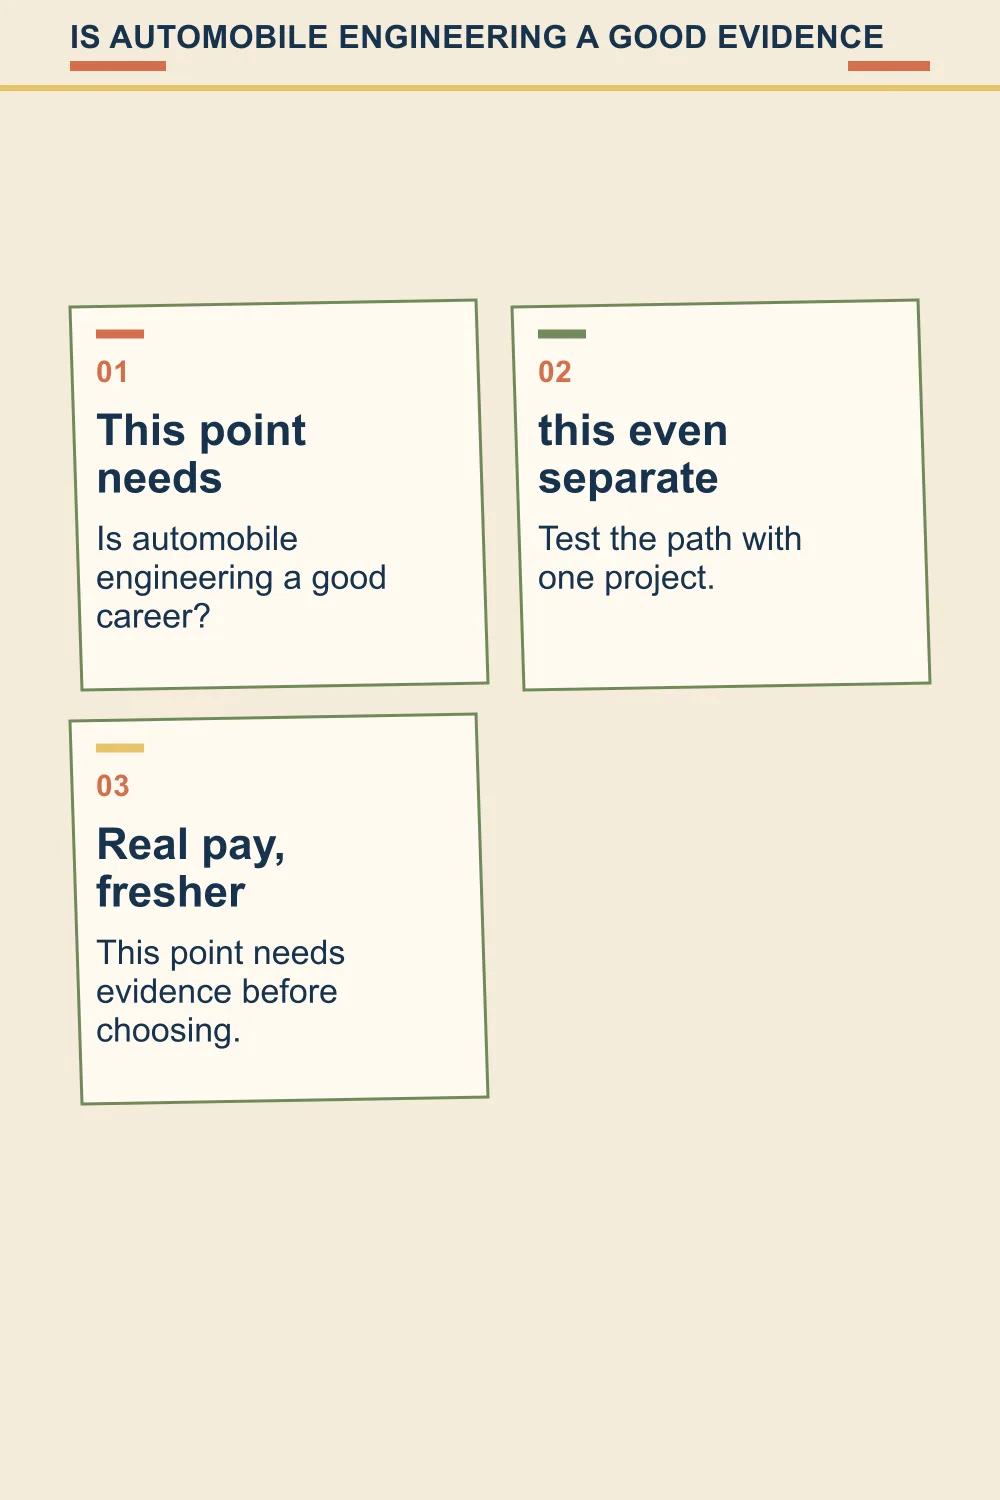 IS AUTOMOBILE ENGINEERING A GOOD EVIDENCE
01
This point
needs
Is automobile
engineering a good
career?
02
this even
separate
Test the path with
one project.
03
Real pay,
fresher
This point needs
evidence before
choosing.